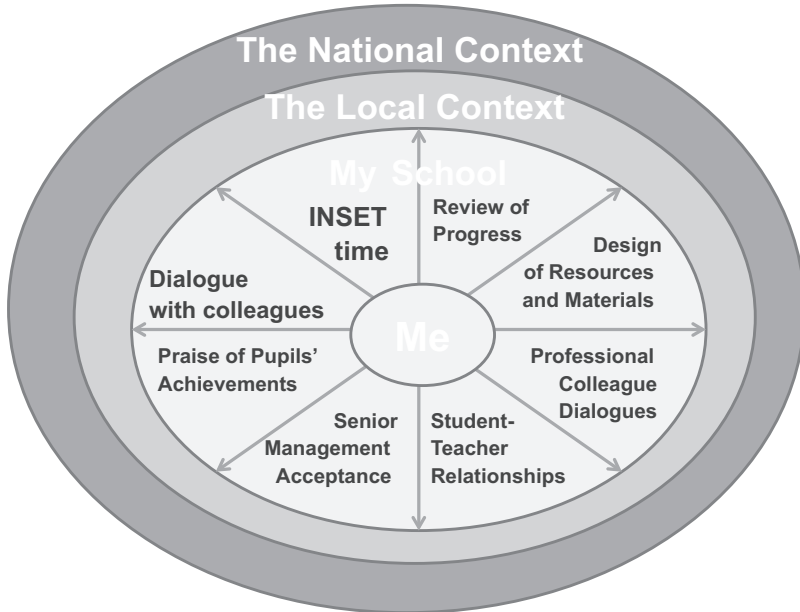 The National Context
The Local Context
My School
INSET
time
Review of
Progress
Design
of Resources
and Materials
Dialogue
with colleagues
Me
Praise of Pupils’
Achievements
Professional
Colleague
Dialogues
Senior
Management
Acceptance
Student-
Teacher
Relationships